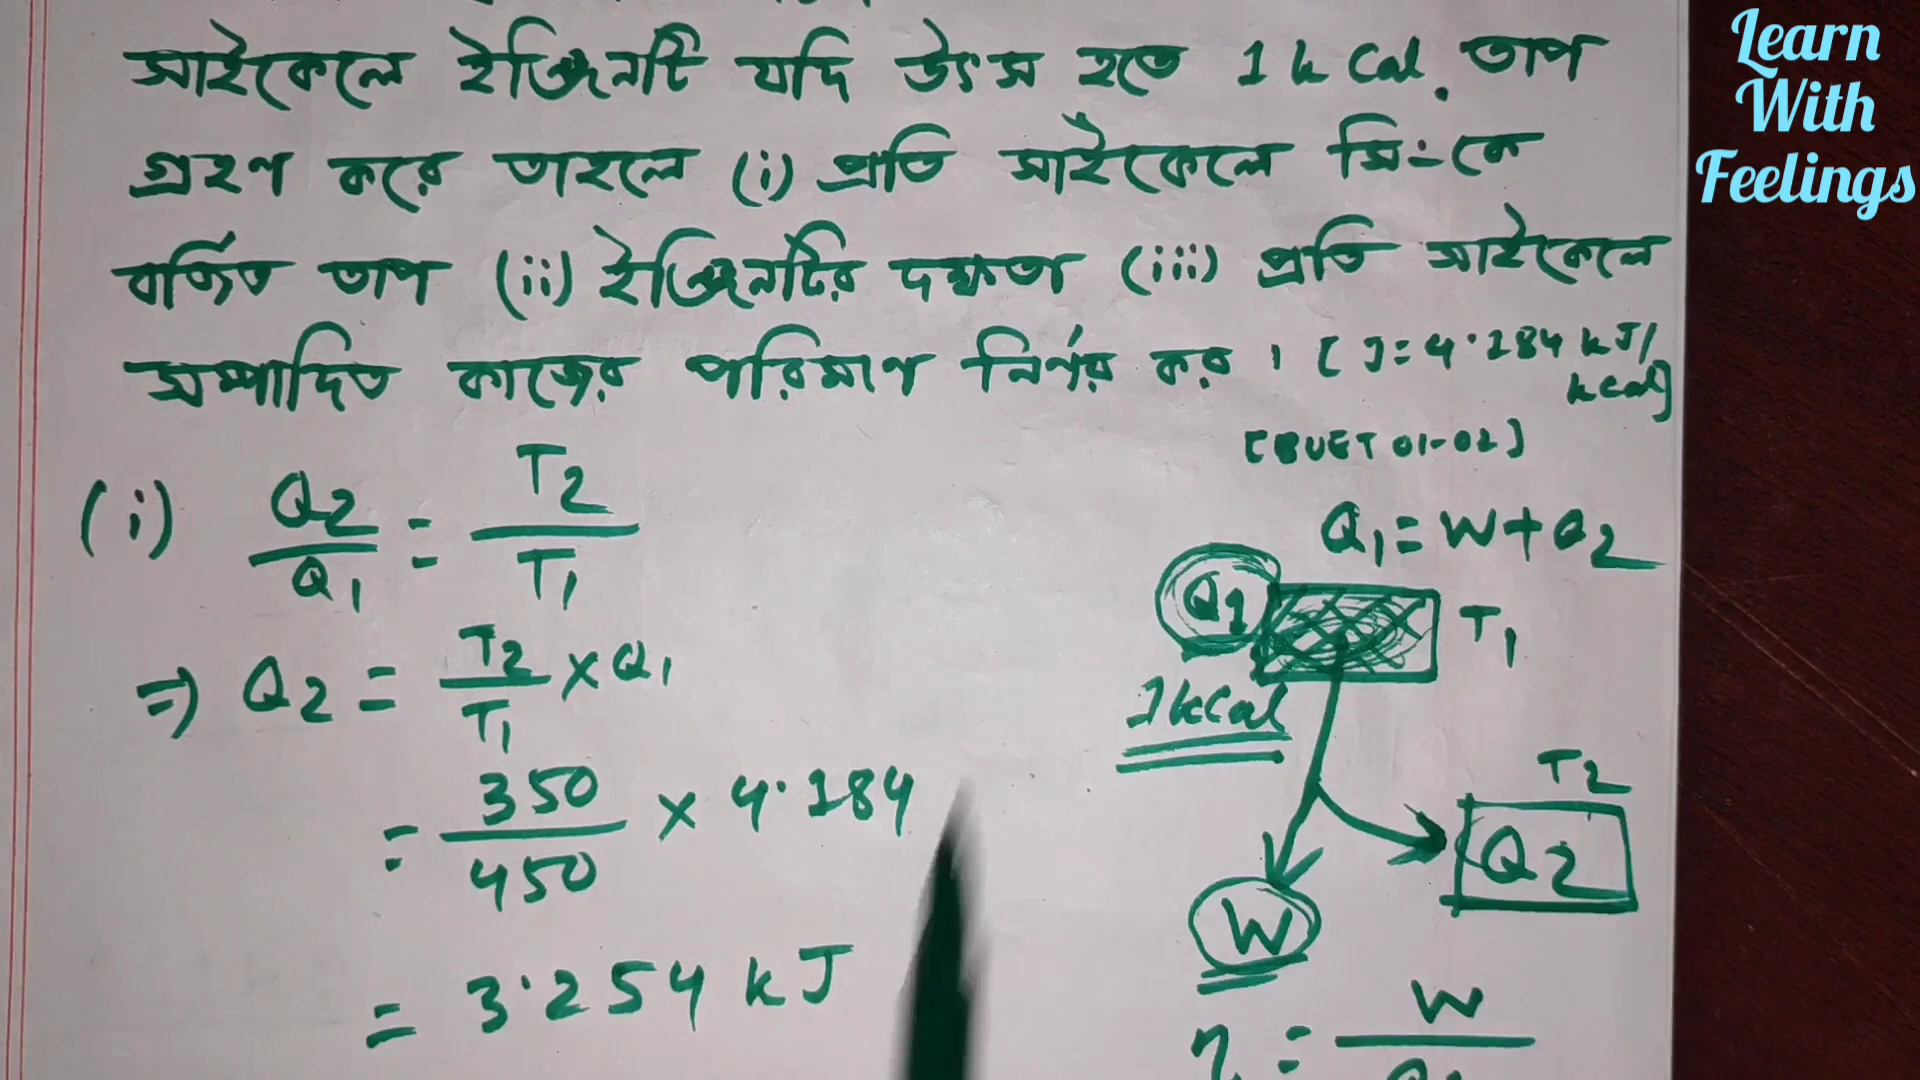 সাইকেলে ইঞ্জিনটি যদি উৎস হতে 1 k Cal. তাপ
গ্রহণ করে তাহলে (i) প্রতি সাইকেলে সিংকে
বর্জিত তাপ (ii) ইঞ্জিনটির দক্ষতা (iii) প্রতি সাইকেলে
সম্পাদিত কাজের পরিমাণ নির্ণয় কর। [J = 4.184 kJ/
kcal]
[BUET 01-02]
(i) Q2/Q1 = T2/T1
Q1 = W + Q2
Q1
T1
=> Q2 = T2/T1 × Q1
1 kCal
= 350/450 × 4.184
T2
Q2
W
= 3.254 kJ
η = W
Learn
With
Feelings